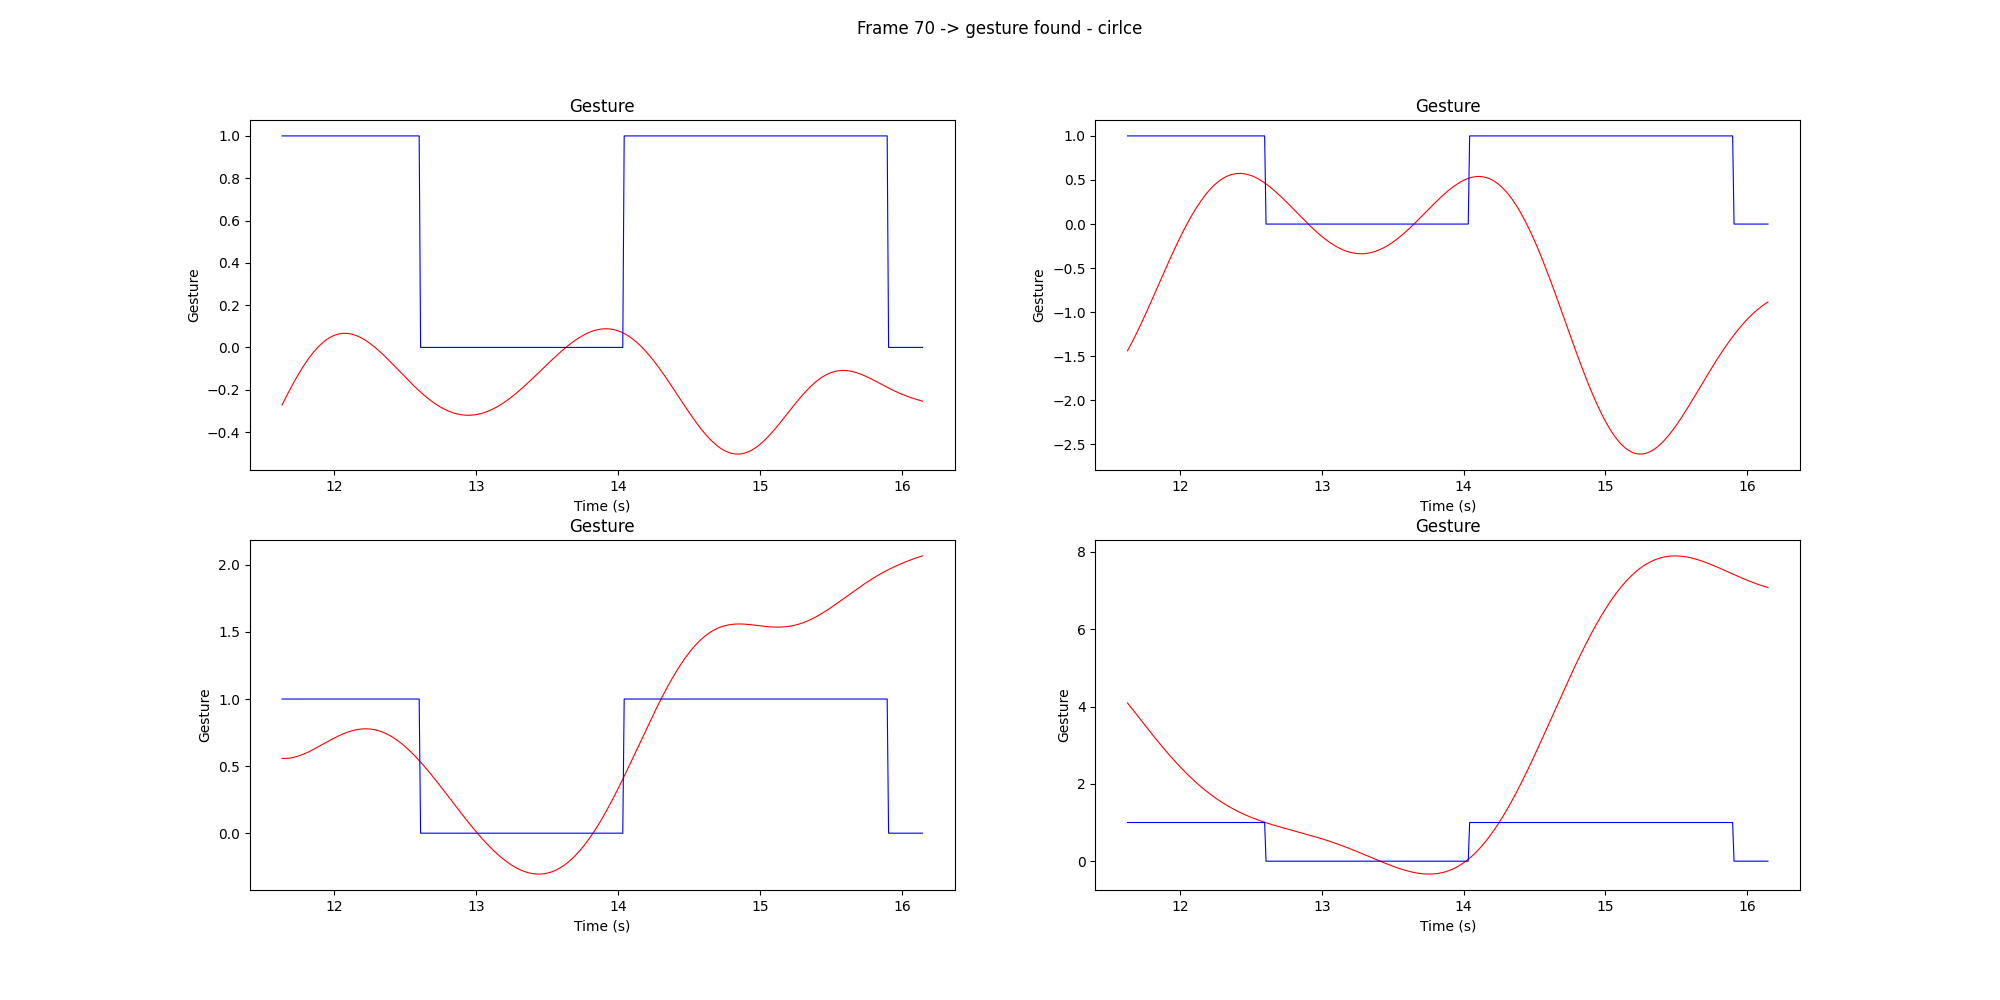 Frame 70 -> gesture found - cirlce
Gesture
Gesture
1.0
0.8
0.6
0.4
0.2
0.0
−0.2
−0.4
12 13 14 15 16
Time (s)
Gesture
Gesture
1.0
0.5
0.0
−0.5
−1.0
−1.5
−2.0
−2.5
12 13 14 15 16
Time (s)
Gesture
Gesture
2.0
1.5
1.0
0.5
0.0
12 13 14 15 16
Time (s)
Gesture
Gesture
8
6
4
2
0
12 13 14 15 16
Time (s)